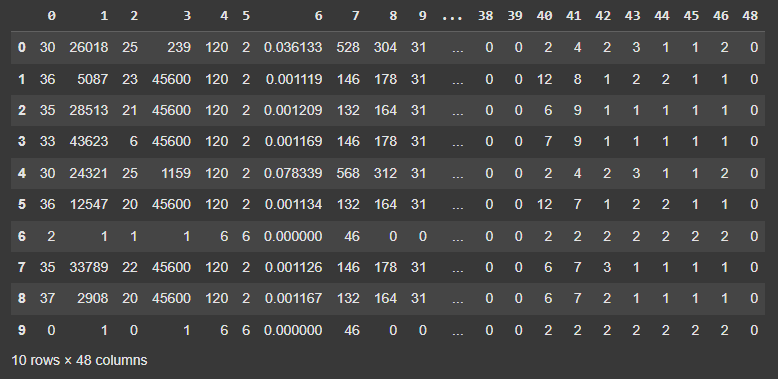 0 1 2 3 4 5 6 7 8 9 ... 38 39 40 41 42 43 44 45 46 48
0 30 26018 25 239 120 2 0.036133 528 304 31 ... 0 0 2 4 2 3 1 1 2 0
1 36 5087 23 45600 120 2 0.001119 146 178 31 ... 0 0 12 8 1 2 2 1 1 0
2 35 28513 21 45600 120 2 0.001209 132 164 31 ... 0 0 6 9 1 1 1 1 1 0
3 33 43623 6 45600 120 2 0.001169 146 178 31 ... 0 0 7 9 1 1 1 1 1 0
4 30 24321 25 1159 120 2 0.078339 568 312 31 ... 0 0 2 4 2 3 1 1 2 0
5 36 12547 20 45600 120 2 0.001134 132 164 31 ... 0 0 12 7 1 2 2 1 1 0
6 2 1 1 1 6 6 0.000000 46 0 0 ... 0 0 2 2 2 2 2 2 2 0
7 35 33789 22 45600 120 2 0.001126 146 178 31 ... 0 0 6 7 3 1 1 1 1 0
8 37 2908 20 45600 120 2 0.001167 132 164 31 ... 0 0 6 7 2 1 1 1 1 0
9 0 1 0 1 6 6 0.000000 46 0 0 ... 0 0 2 2 2 2 2 2 2 0
10 rows × 48 columns